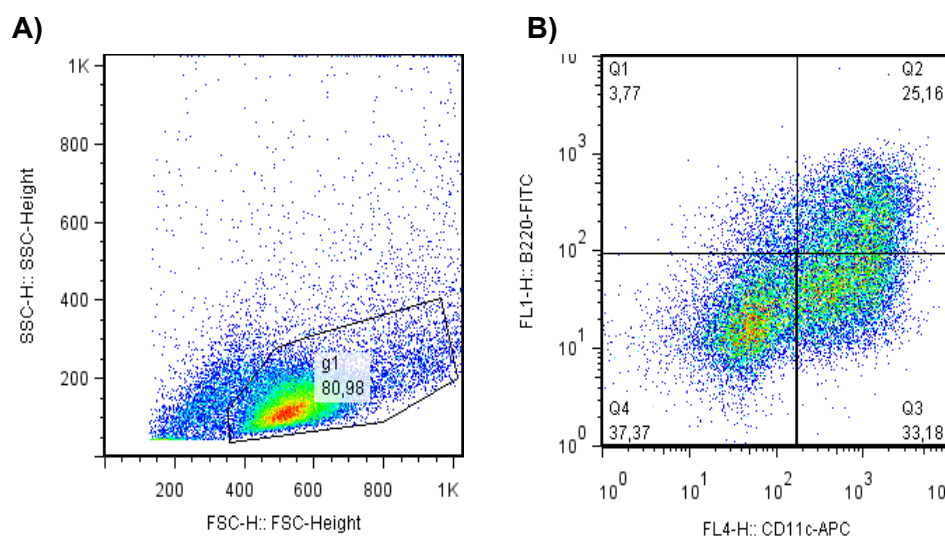 A)
1K
800
600
400
200
SSC-H:: SSC-Height
g1
80,98
200 400 600 800 1K
FSC-H:: FSC-Height
B)
10
10³
10²
10¹
10⁰
FL1-H:: B220-FITC
Q1
3,77
Q2
25,16
Q4
37,37
Q3
33,18
10⁰ 10¹ 10² 10³ 10
FL4-H:: CD11c-APC